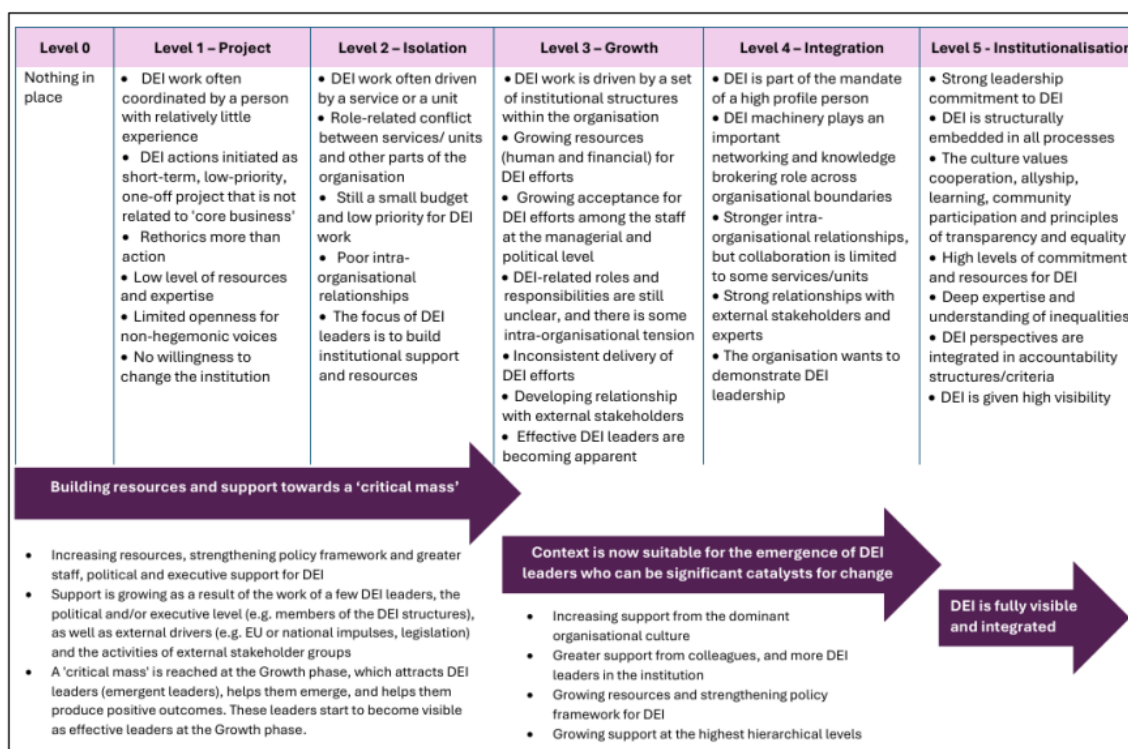 Level 0
Level 1 – Project
Level 2 – Isolation
Level 3 – Growth
Level 4 – Integration
Level 5 - Institutionalisation
Nothing in
place
• DEI work often
coordinated by a person
with relatively little
experience
• DEI actions initiated as
short-term, low-priority,
one-off project that is not
related to 'core business'
• Rethorics more than
action
• Low level of resources
and expertise
• Limited openness for
non-hegemonic voices
• No willingness to
change the institution
• DEI work often driven
by a service or a unit
• Role-related conflict
between services/ units
and other parts of the
organisation
• Still a small budget
and low priority for DEI
work
• Poor intra-
organisational
relationships
• The focus of DEI
leaders is to build
institutional support
and resources
• DEI work is driven by a set
of institutional structures
within the organisation
• Growing resources
(human and financial) for
DEI efforts
• Growing acceptance for
DEI efforts among the staff
at the managerial and
political level
• DEI-related roles and
responsibilities are still
unclear, and there is some
intra-organisational tension
• Inconsistent delivery of
DEI efforts
• Developing relationship
with external stakeholders
• Effective DEI leaders are
becoming apparent
• DEI is part of the mandate
of a high profile person
• DEI machinery plays an
important
networking and knowledge
brokering role across
organisational boundaries
• Stronger intra-
organisational relationships,
but collaboration is limited
to some services/units
• Strong relationships with
external stakeholders and
experts
• The organisation wants to
demonstrate DEI
leadership
• Strong leadership
commitment to DEI
• DEI is structurally
embedded in all processes
• The culture values
cooperation, allyship,
learning, community
participation and principles
of transparency and equality
• High levels of commitment
and resources for DEI
• Deep expertise and
understanding of inequalities
• DEI perspectives are
integrated in accountability
structures/criteria
• DEI is given high visibility
Building resources and support towards a 'critical mass'
• Increasing resources, strengthening policy framework and greater
staff, political and executive support for DEI
• Support is growing as a result of the work of a few DEI leaders, the
political and/or executive level (e.g. members of the DEI structures),
as well as external drivers (e.g. EU or national impulses, legislation)
and the activities of external stakeholder groups
• A 'critical mass' is reached at the Growth phase, which attracts DEI
leaders (emergent leaders), helps them emerge, and helps them
produce positive outcomes. These leaders start to become visible
as effective leaders at the Growth phase.
Context is now suitable for the emergence of DEI
leaders who can be significant catalysts for change
• Increasing support from the dominant
organisational culture
• Greater support from colleagues, and more DEI
leaders in the institution
• Growing resources and strengthening policy
framework for DEI
• Growing support at the highest hierarchical levels
DEI is fully visible
and integrated